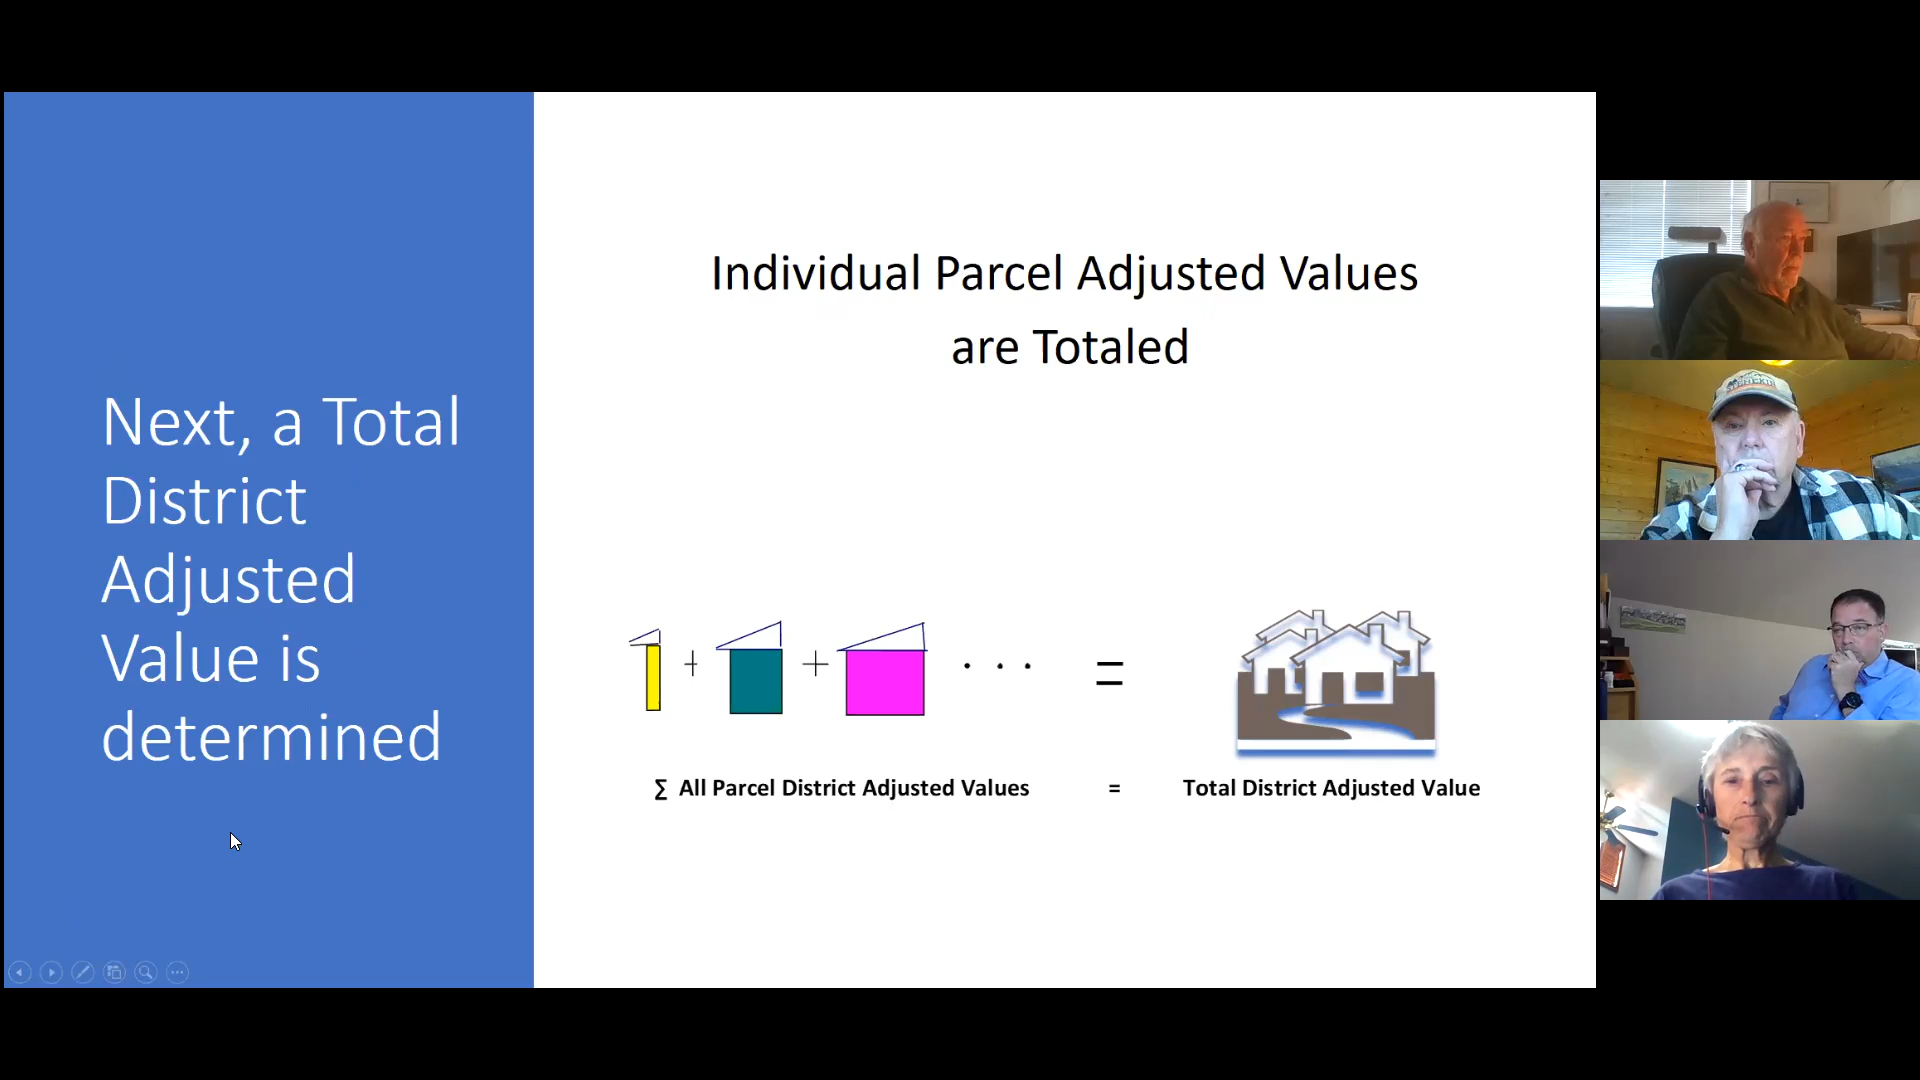 Next, a Total
District
Adjusted
Value is
determined
Individual Parcel Adjusted Values
are Totaled
+ + . . . =
∑ All Parcel District Adjusted Values = Total District Adjusted Value